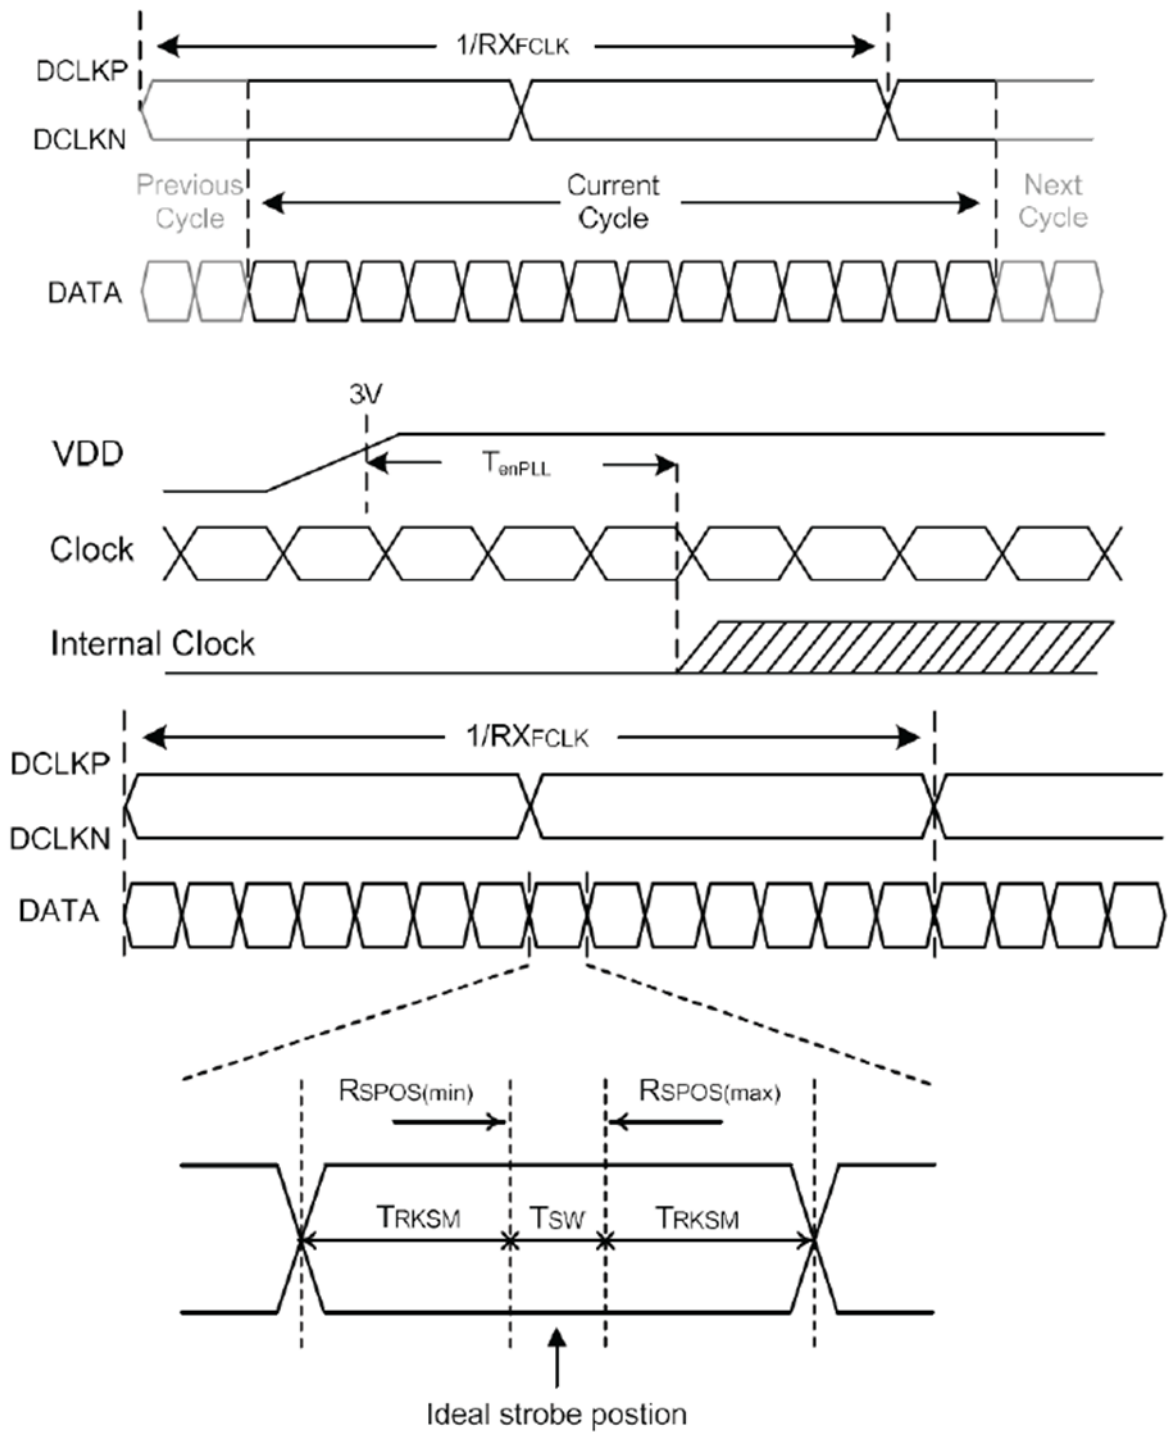 1/RXFCLK
DCLKP
DCLKN
Previous
Cycle
Current
Cycle
Next
Cycle
DATA
3V
VDD
TenPLL
Clock
Internal Clock
1/RXFCLK
DCLKP
DCLKN
DATA
RSPOS(min)
RSPOS(max)
TRKSM
TSW
TRKSM
Ideal strobe postion